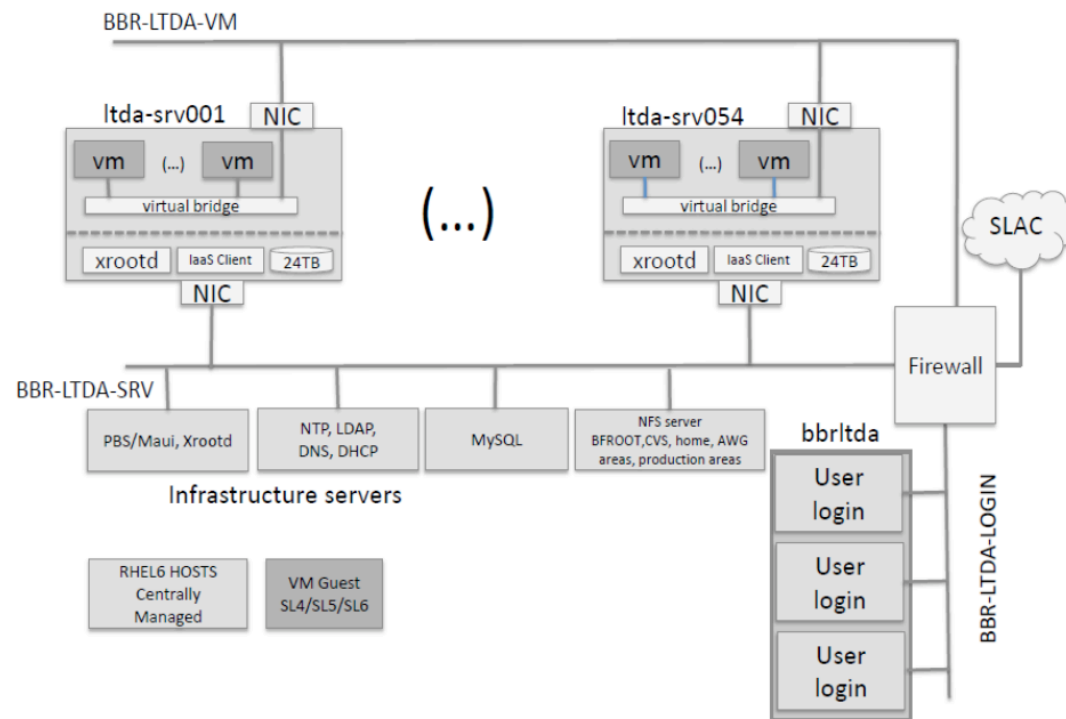 BBR-LTDA-VM
ltda-srv001
NIC
vm
(...)
vm
virtual bridge
xrootd
IaaS Client
24TB
NIC
(...)
ltda-srv054
NIC
vm
(...)
vm
virtual bridge
xrootd
IaaS Client
24TB
NIC
SLAC
Firewall
BBR-LTDA-SRV
PBS/Maui, Xrootd
NTP, LDAP,
DNS, DHCP
MySQL
NFS server
BFROOT,CVS, home, AWG
areas, production areas
Infrastructure servers
bbrltda
User
login
User
login
User
login
BBR-LTDA-LOGIN
RHEL6 HOSTS
Centrally
Managed
VM Guest
SL4/SL5/SL6